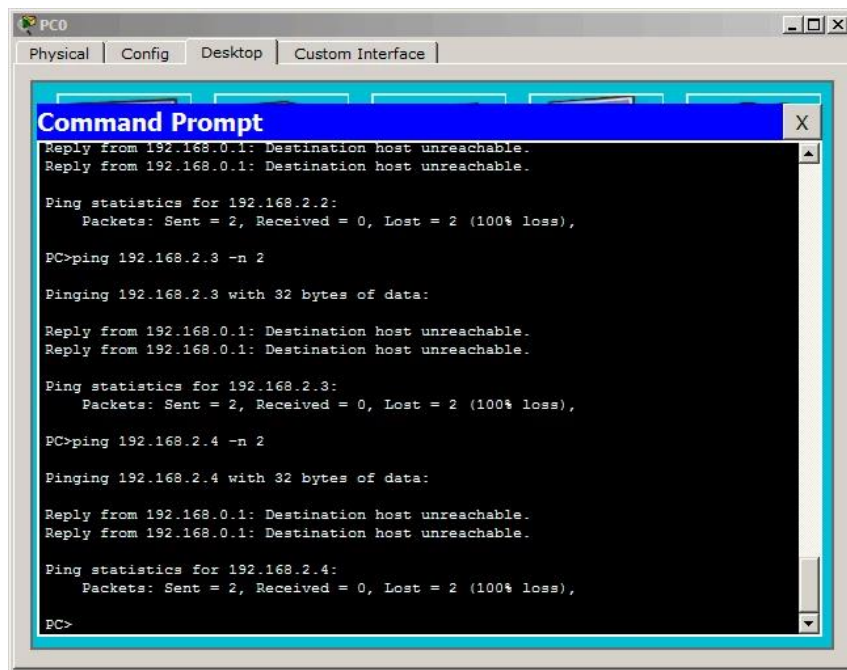 PC0
Physical Config Desktop Custom Interface
Command Prompt
X
Reply from 192.168.0.1: Destination host unreachable.
Reply from 192.168.0.1: Destination host unreachable.
Ping statistics for 192.168.2.2:
Packets: Sent = 2, Received = 0, Lost = 2 (100% loss),
PC>ping 192.168.2.3 -n 2
Pinging 192.168.2.3 with 32 bytes of data:
Reply from 192.168.0.1: Destination host unreachable.
Reply from 192.168.0.1: Destination host unreachable.
Ping statistics for 192.168.2.3:
Packets: Sent = 2, Received = 0, Lost = 2 (100% loss),
PC>ping 192.168.2.4 -n 2
Pinging 192.168.2.4 with 32 bytes of data:
Reply from 192.168.0.1: Destination host unreachable.
Reply from 192.168.0.1: Destination host unreachable.
Ping statistics for 192.168.2.4:
Packets: Sent = 2, Received = 0, Lost = 2 (100% loss),
PC>